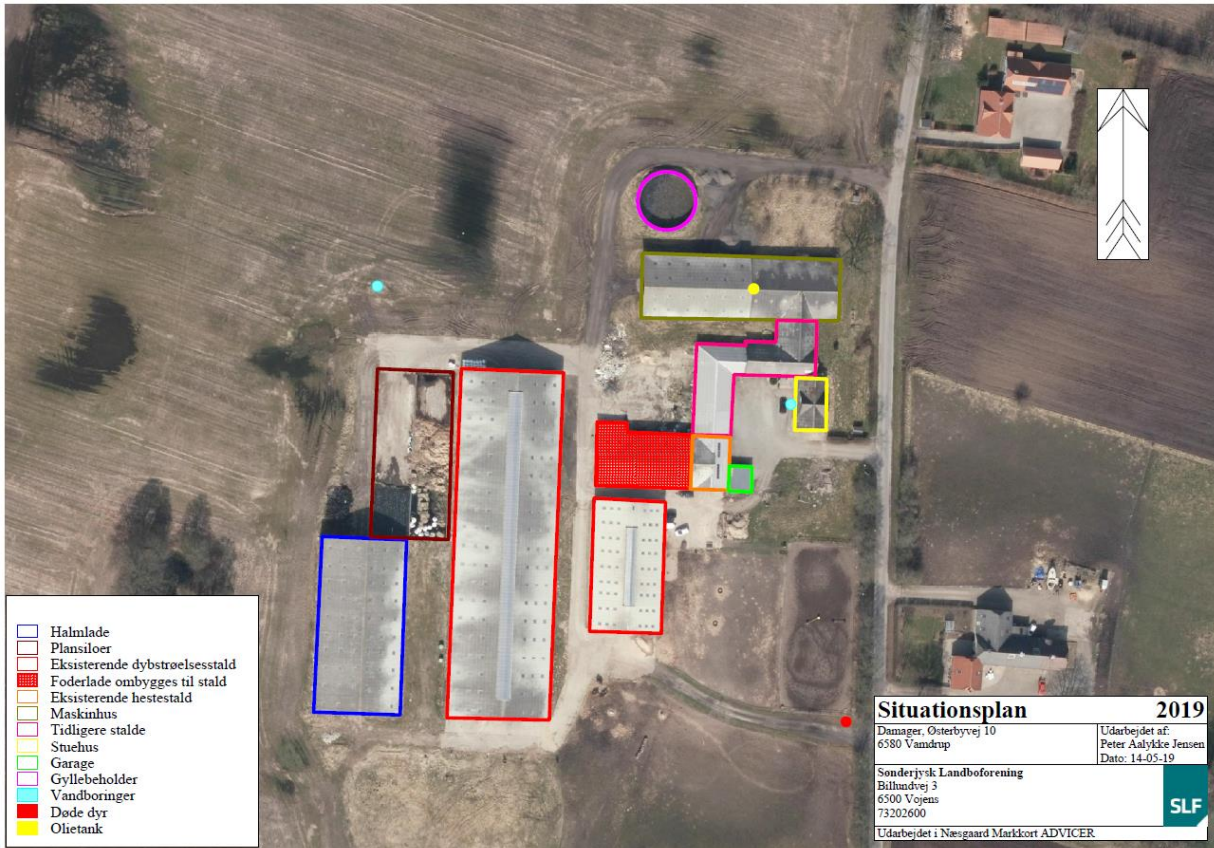 Halmlade
Plansiloer
Eksisterende dybstrøelsesstald
Foderlade ombygges til stald
Eksisterende hestestald
Maskinhus
Tidligere stalde
Stuehus
Garage
Gyllebeholder
Vandboringer
Døde dyr
Olietank
Situationsplan 2019
Damager, Østerbyvej 10
6580 Vamdrup
Udarbejdet af:
Peter Aalykke Jensen
Dato: 14-05-19
Sønderjysk Landboforening
Billundvej 3
6500 Vojens
73202600
SLF
Udarbejdet i Næsgaard Markkort ADVICER